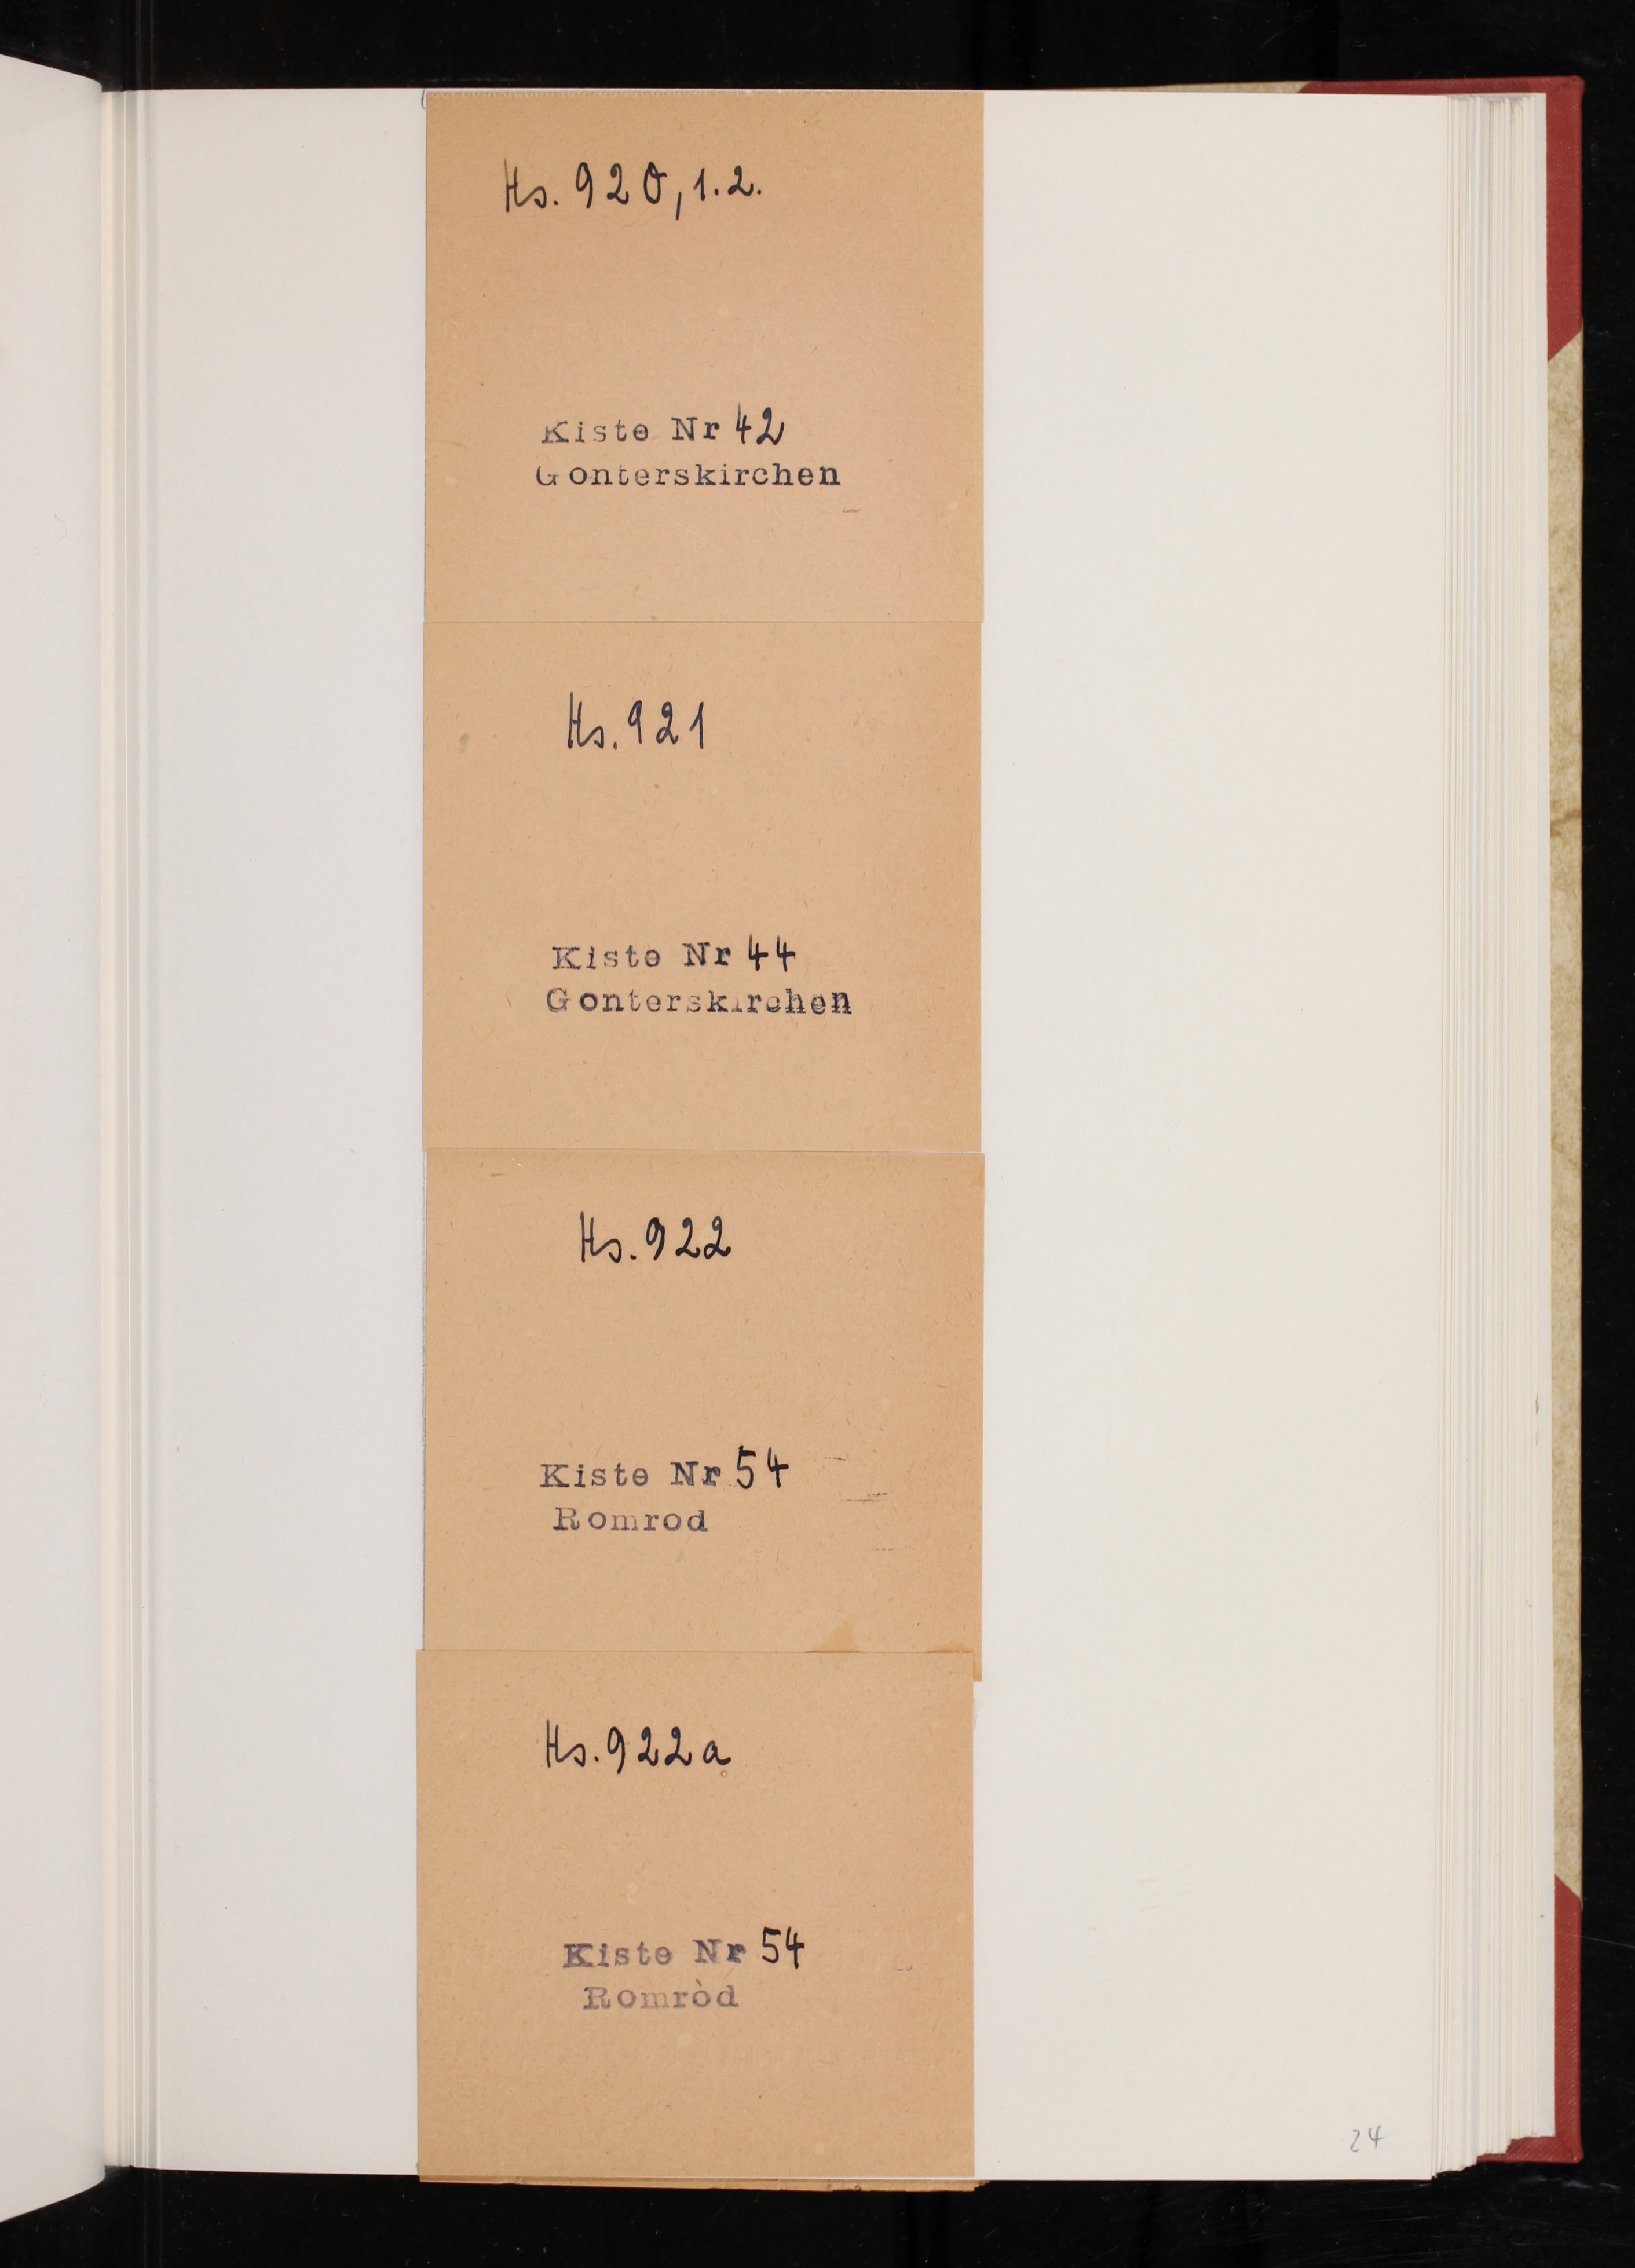 Hs. 920, 1. 2.
Kiste Nr 42
Gonterskirchen
Hs. 921
Kiste Nr 44
Gonterskirchen
Hs. 922
Kiste Nr 54
Romrod
Hs. 922a
Kiste Nr 54
Romrod
24